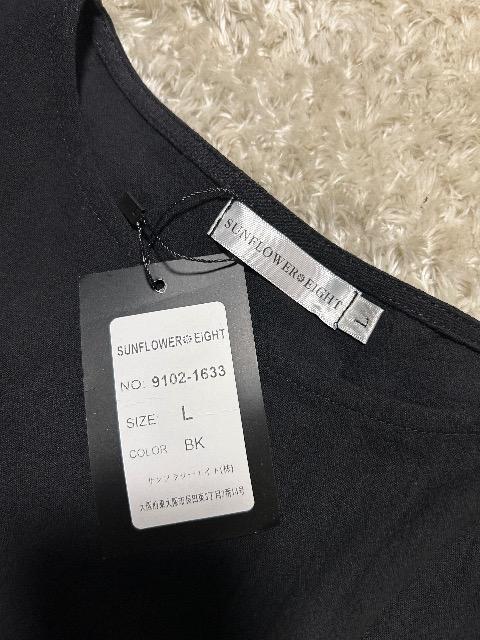 SUNFLOWER EIGHT L
SUNFLOWER EIGHT
NO: 9102-1633
SIZE: L
COLOR: BK
サンフラワーエイト(株)